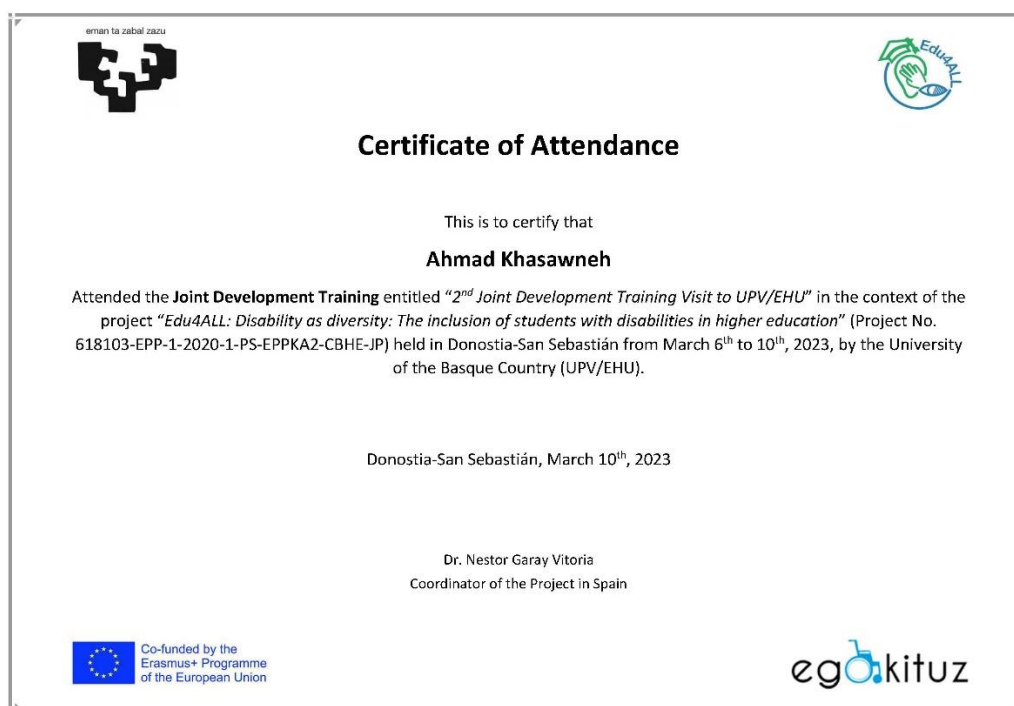 eman ta zabal zazu
Edu4ALL
Certificate of Attendance
This is to certify that
Ahmad Khasawneh
Attended the Joint Development Training entitled “2nd Joint Development Training Visit to UPV/EHU” in the context of the
project “Edu4ALL: Disability as diversity: The inclusion of students with disabilities in higher education” (Project No.
618103-EPP-1-2020-1-PS-EPPKA2-CBHE-JP) held in Donostia-San Sebastián from March 6th to 10th, 2023, by the University
of the Basque Country (UPV/EHU).
Donostia-San Sebastián, March 10th, 2023
Dr. Nestor Garay Vitoria
Coordinator of the Project in Spain
Co-funded by the
Erasmus+ Programme
of the European Union
egokituz